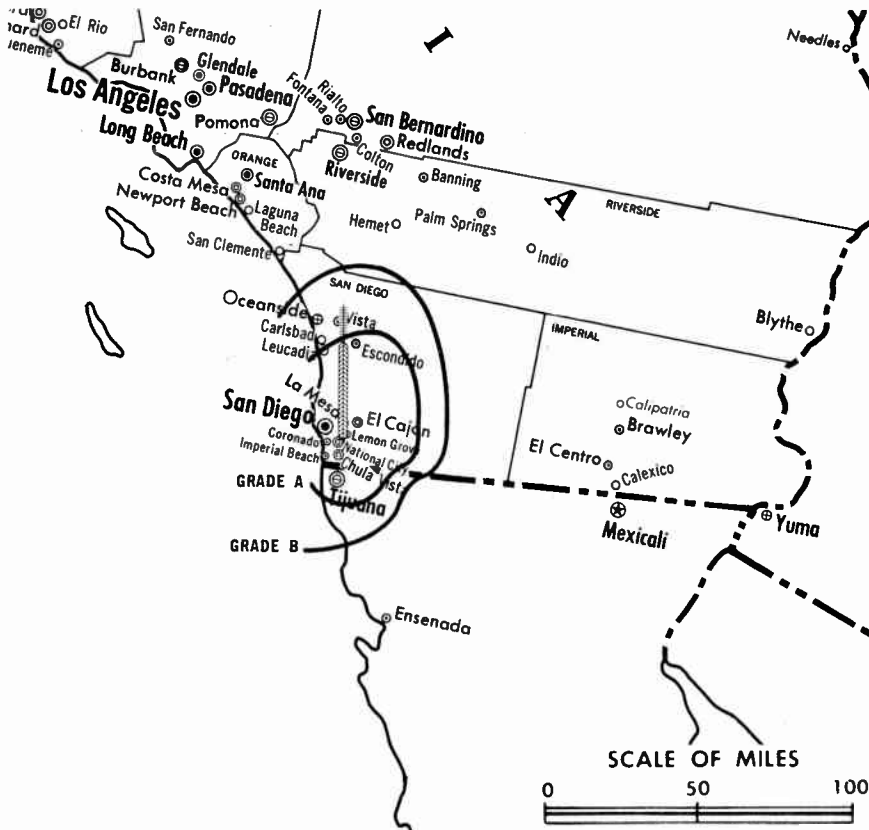 El Rio
San Fernando
Needles
Burbank
Glendale
Los Angeles
Pasadena
Pomona
Fontana
Rialto
San Bernardino
Long Beach
Colton
Redlands
ORANGE
Riverside
Banning
Costa Mesa
Santa Ana
Newport Beach
Laguna
Beach
Hemet
Palm Springs
I
A
RIVERSIDE
San Clemente
Indio
SAN DIEGO
Oceanside
Vista
IMPERIAL
Blythe
Carlsbad
Leucadia
Escondido
La Mesa
San Diego
El Cajon
Calipatria
Brawley
Coronado
Lemon Grove
Imperial Beach
National City
El Centro
Chula Vista
Calexico
GRADE A
Tijuana
Mexicali
Yuma
GRADE B
Ensenada
SCALE OF MILES
0 50 100